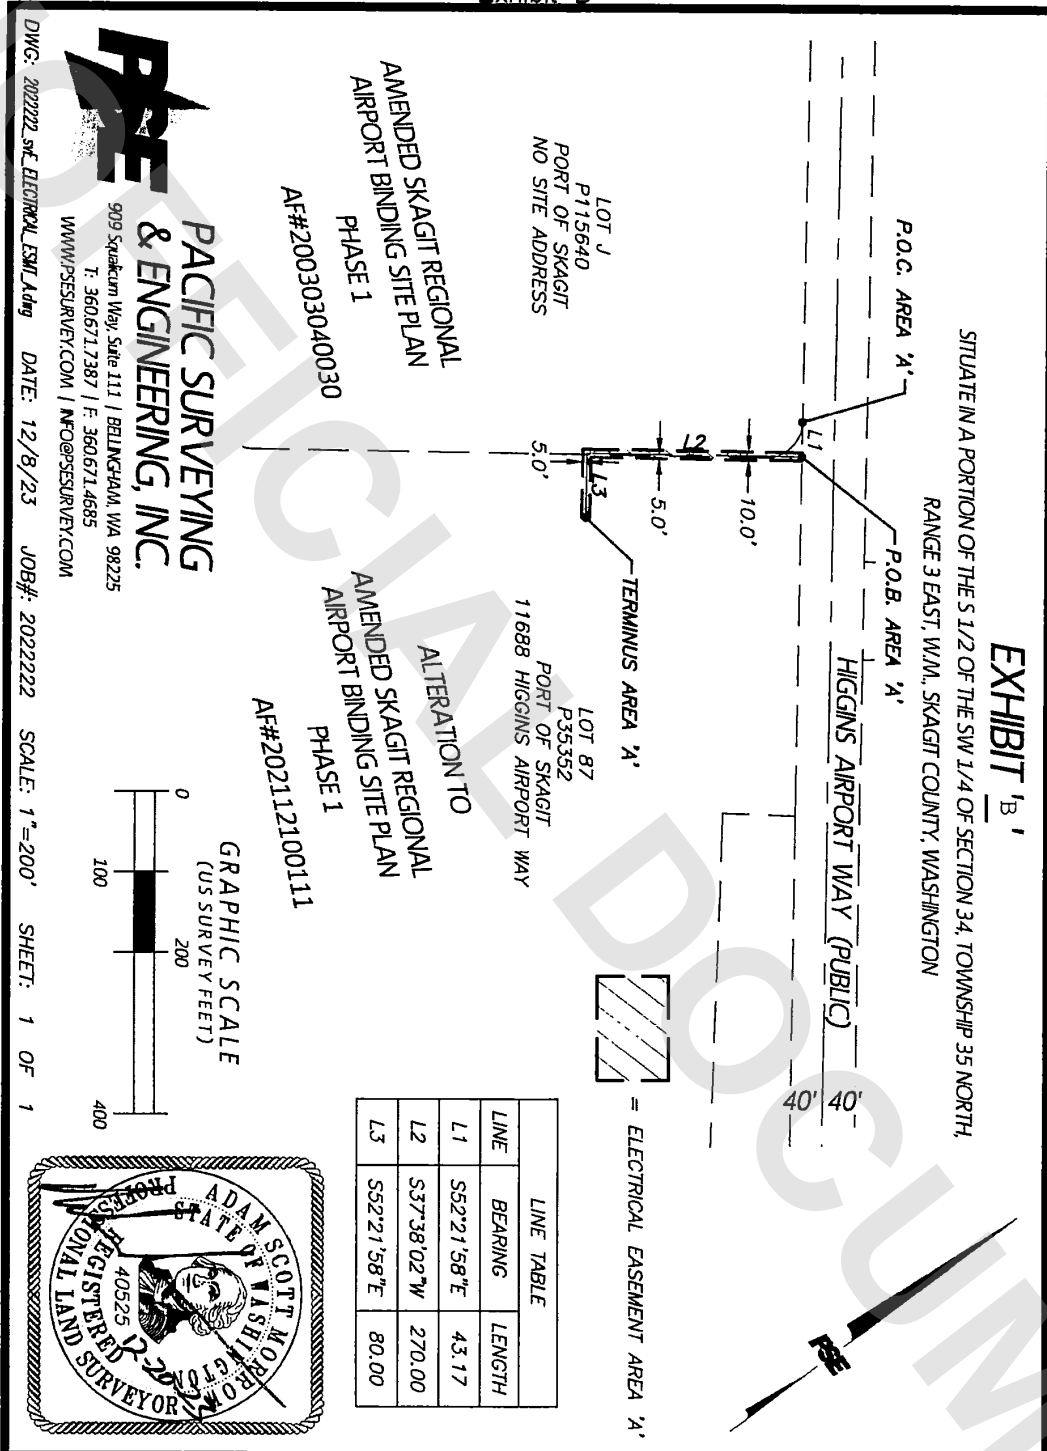 EXHIBIT 'B'
SITUATE IN A PORTION OF THE S 1/2 OF THE SW 1/4 OF SECTION 34, TOWNSHIP 35 NORTH,
RANGE 3 EAST, W.M., SKAGIT COUNTY, WASHINGTON
P.O.C. AREA 'A'
P.O.B. AREA 'A'
HIGGINS AIRPORT WAY (PUBLIC)
40'
40'
L1
L2
L3
10.0'
5.0'
5.0'
TERMINUS AREA 'A'
LOT J
P115640
PORT OF SKAGIT
NO SITE ADDRESS
LOT 87
P35352
PORT OF SKAGIT
11688 HIGGINS AIRPORT WAY
AMENDED SKAGIT REGIONAL
AIRPORT BINDING SITE PLAN
PHASE 1
AF#200303040030
ALTERATION TO
AMENDED SKAGIT REGIONAL
AIRPORT BINDING SITE PLAN
PHASE 1
AF#202112100111
= ELECTRICAL EASEMENT AREA 'A'
PSE
LINE TABLE
LINE BEARING LENGTH
L1 S52°21'58"E 43.17
L2 S37°38'02"W 270.00
L3 S52°21'58"E 80.00
GRAPHIC SCALE
(US SURVEY FEET)
0 100 200 400
PSE
PACIFIC SURVEYING
& ENGINEERING, INC.
909 Squalicum Way, Suite 111 | BELLINGHAM, WA 98225
T: 360.671.7387 | F: 360.671.4685
WWW.PSESURVEY.COM | INFO@PSESURVEY.COM
ADAM SCOTT MORROW
STATE OF WASHINGTON
40525
REGISTERED
PROFESSIONAL LAND SURVEYOR
DWG: 2022222_SWF_ELECTRICAL_ESMT_A.dwg DATE: 12/8/23 JOB#: 2022222 SCALE: 1"=200' SHEET: 1 OF 1
OFFICIAL DOCUM